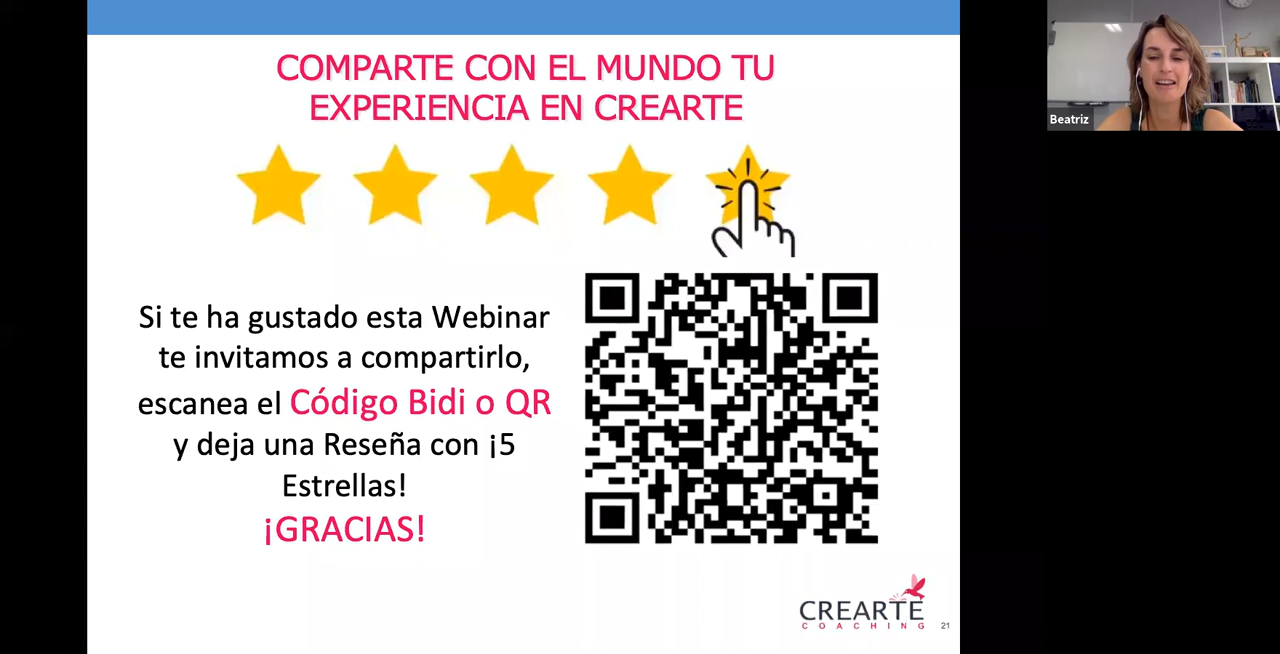 COMPARTE CON EL MUNDO TU
EXPERIENCIA EN CREARTE
Si te ha gustado esta Webinar
te invitamos a compartirlo,
escanea el Código Bidi o QR
y deja una Reseña con ¡5
Estrellas!
¡GRACIAS!
CREARTE
COACHING
21
Beatriz